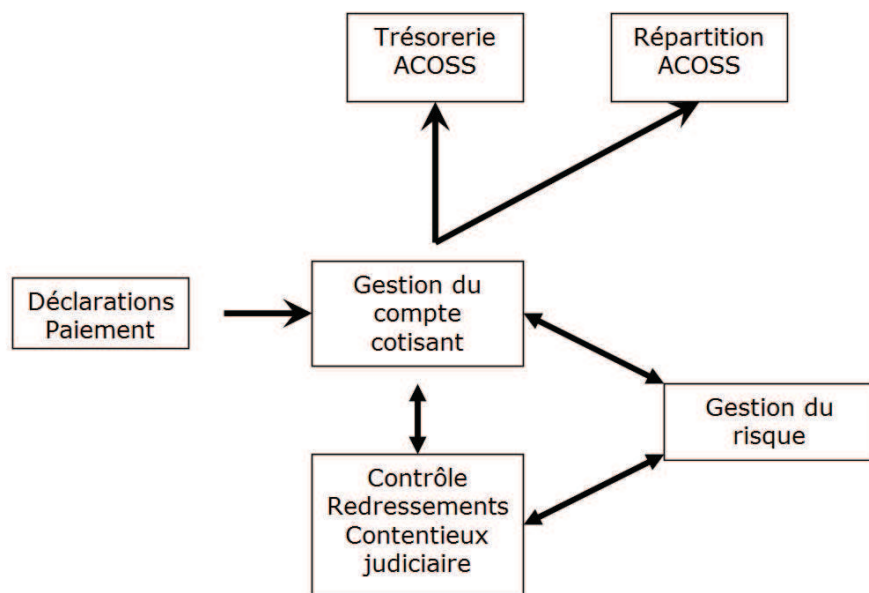 Trésorerie
ACOSS
Répartition
ACOSS
Déclarations
Paiement
Gestion du
compte
cotisant
Gestion du
risque
Contrôle
Redressements
Contentieux
judiciaire